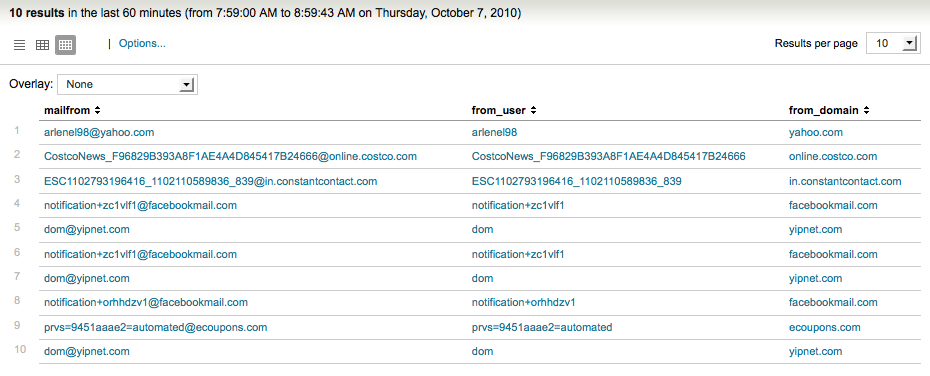 10 results in the last 60 minutes (from 7:59:00 AM to 8:59:43 AM on Thursday, October 7, 2010)
| Options... Results per page 10
Overlay: None
mailfrom from_user from_domain
1 arlenel98@yahoo.com arlenel98 yahoo.com
2 CostcoNews_F96829B393A8F1AE4A4D845417B24666@online.costco.com CostcoNews_F96829B393A8F1AE4A4D845417B24666 online.costco.com
3 ESC1102793196416_1102110589836_839@in.constantcontact.com ESC1102793196416_1102110589836_839 in.constantcontact.com
4 notification+zc1vlf1@facebookmail.com notification+zc1vlf1 facebookmail.com
5 dom@yipnet.com dom yipnet.com
6 notification+zc1vlf1@facebookmail.com notification+zc1vlf1 facebookmail.com
7 dom@yipnet.com dom yipnet.com
8 notification+orhhdzv1@facebookmail.com notification+orhhdzv1 facebookmail.com
9 prvs=9451aaae2=automated@ecoupons.com prvs=9451aaae2=automated ecoupons.com
10 dom@yipnet.com dom yipnet.com